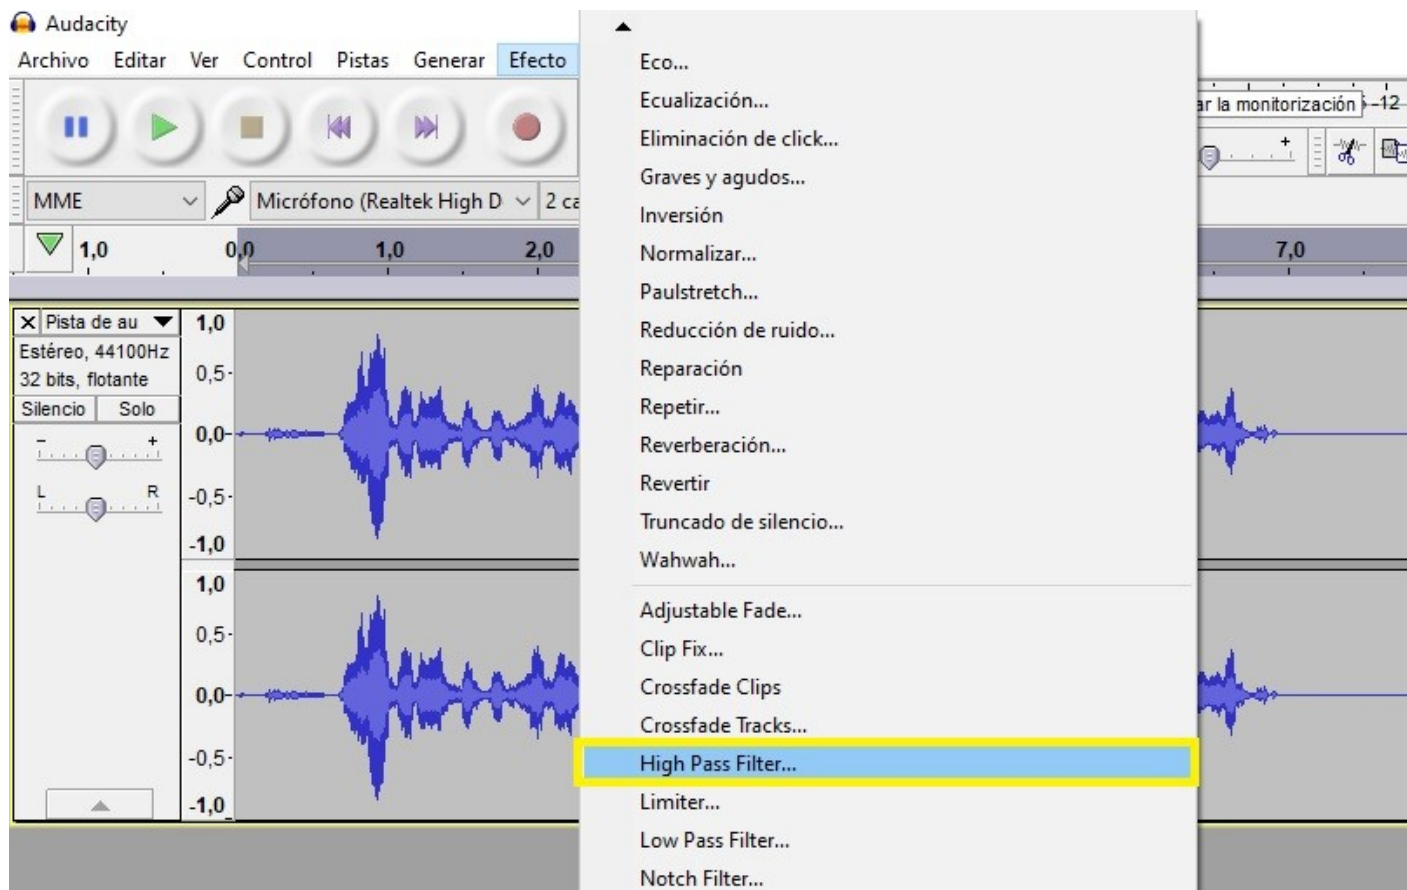 Audacity
Archivo Editar Ver Control Pistas Generar Efecto
MME Micrófono (Realtek High D 2 ca
1,0 0,0 1,0 2,0
Pista de au
Estéreo, 44100Hz
32 bits, flotante
Silencio Solo
- +
L R
1,0
0,5
0,0
-0,5
-1,0
1,0
0,5
0,0
-0,5
-1,0
Eco...
Ecualización...
Eliminación de click...
Graves y agudos...
Inversión
Normalizar...
Paulstretch...
Reducción de ruido...
Reparación
Repetir...
Reverberación...
Revertir
Truncado de silencio...
Wahwah...
Adjustable Fade...
Clip Fix...
Crossfade Clips
Crossfade Tracks...
High Pass Filter...
Limiter...
Low Pass Filter...
Notch Filter...
ar la monitorización -12
+
7,0